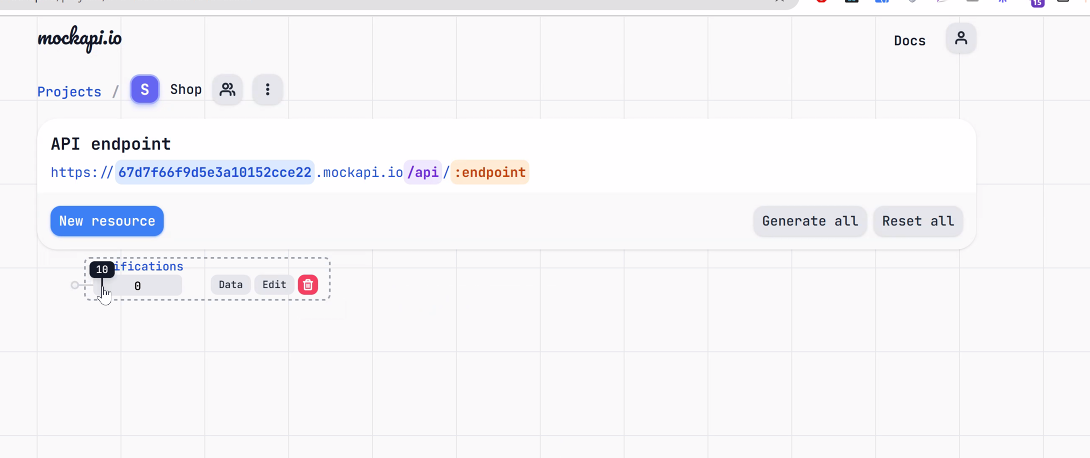 mockapi.io
Docs
Projects / S Shop
API endpoint
https://67d7f66f9d5e3a10152cce22.mockapi.io/api/:endpoint
New resource
Generate all
Reset all
ifications
10
0
Data
Edit
15